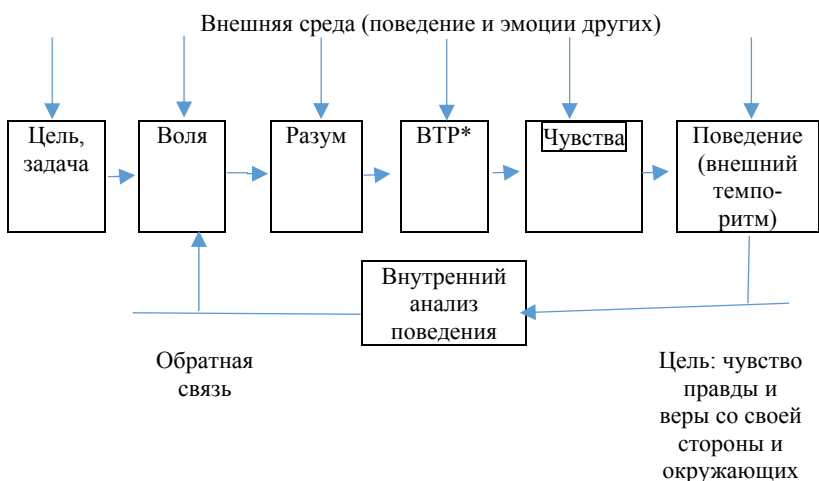 Внешняя среда (поведение и эмоции других)
Цель,
задача
Воля
Разум
ВТР*
Чувства
Поведение
(внешний
темпо-
ритм)
Внутренний
анализ
поведения
Обратная
связь
Цель: чувство
правды и
веры со своей
стороны и
окружающих